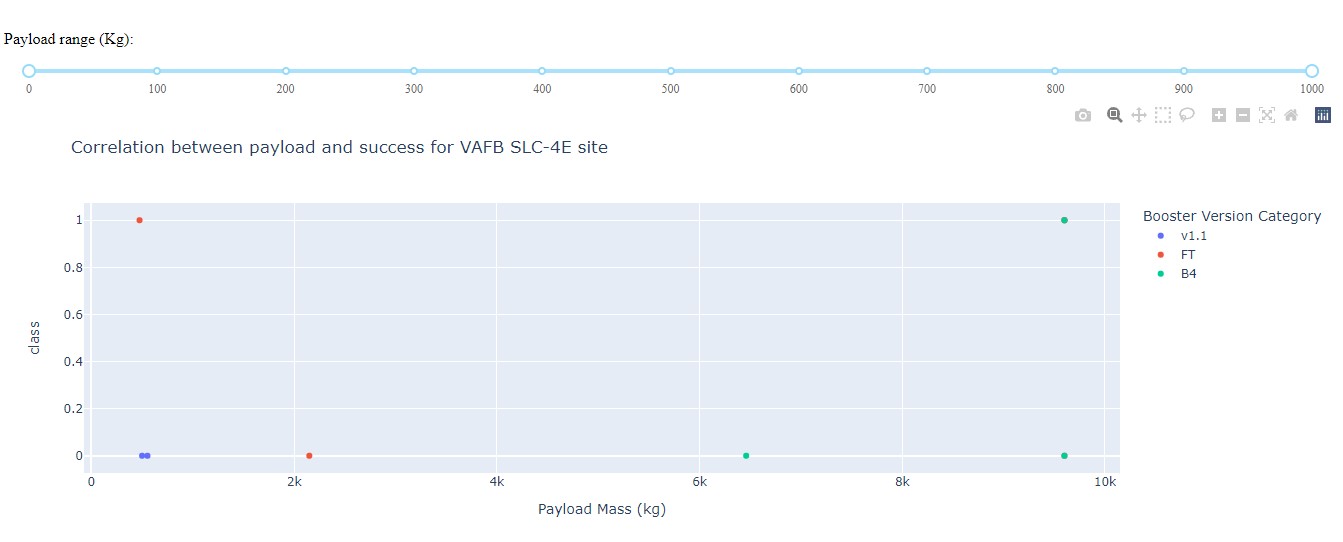 Payload range (Kg):
0 100 200 300 400 500 600 700 800 900 1000
Correlation between payload and success for VAFB SLC-4E site
Booster Version Category
v1.1
FT
B4
1
0.8
0.6
0.4
0.2
0
class
0 2k 4k 6k 8k 10k
Payload Mass (kg)